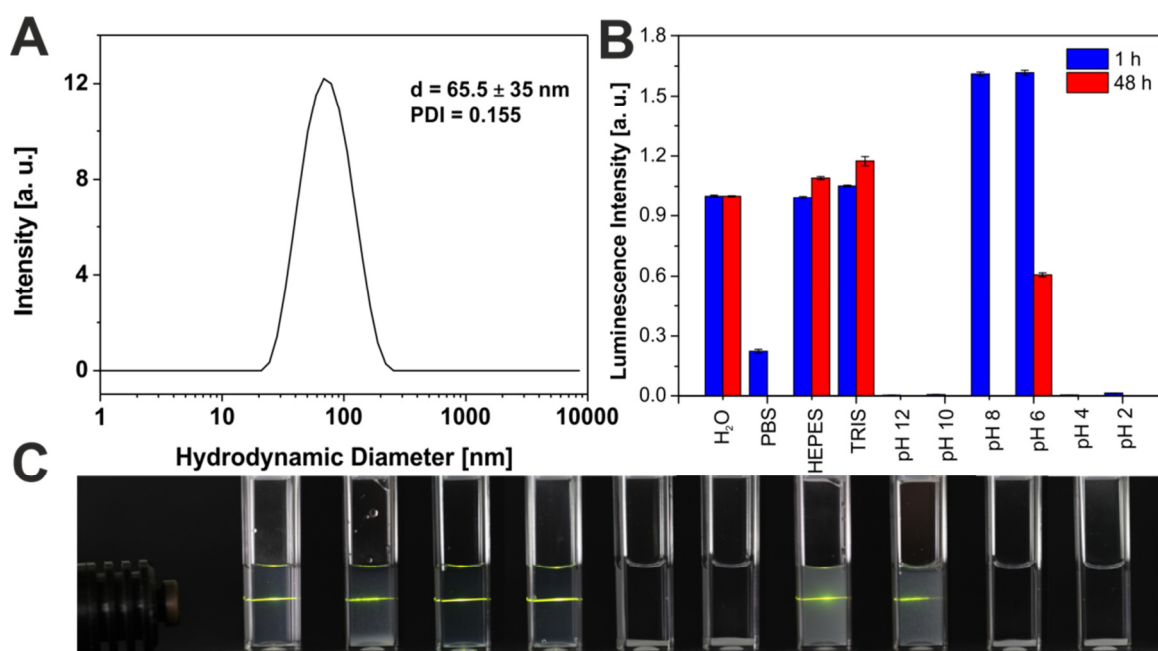 A
Intensity [a. u.]
12
8
4
0
d = 65.5 ± 35 nm
PDI = 0.155
1
10
100
1000
10000
Hydrodynamic Diameter [nm]
B
Luminescence Intensity [a. u.]
1.8
1.5
1.2
0.9
0.6
0.3
0.0
1 h
48 h
H₂O
PBS
HEPES
TRIS
pH 12
pH 10
pH 8
pH 6
pH 4
pH 2
C